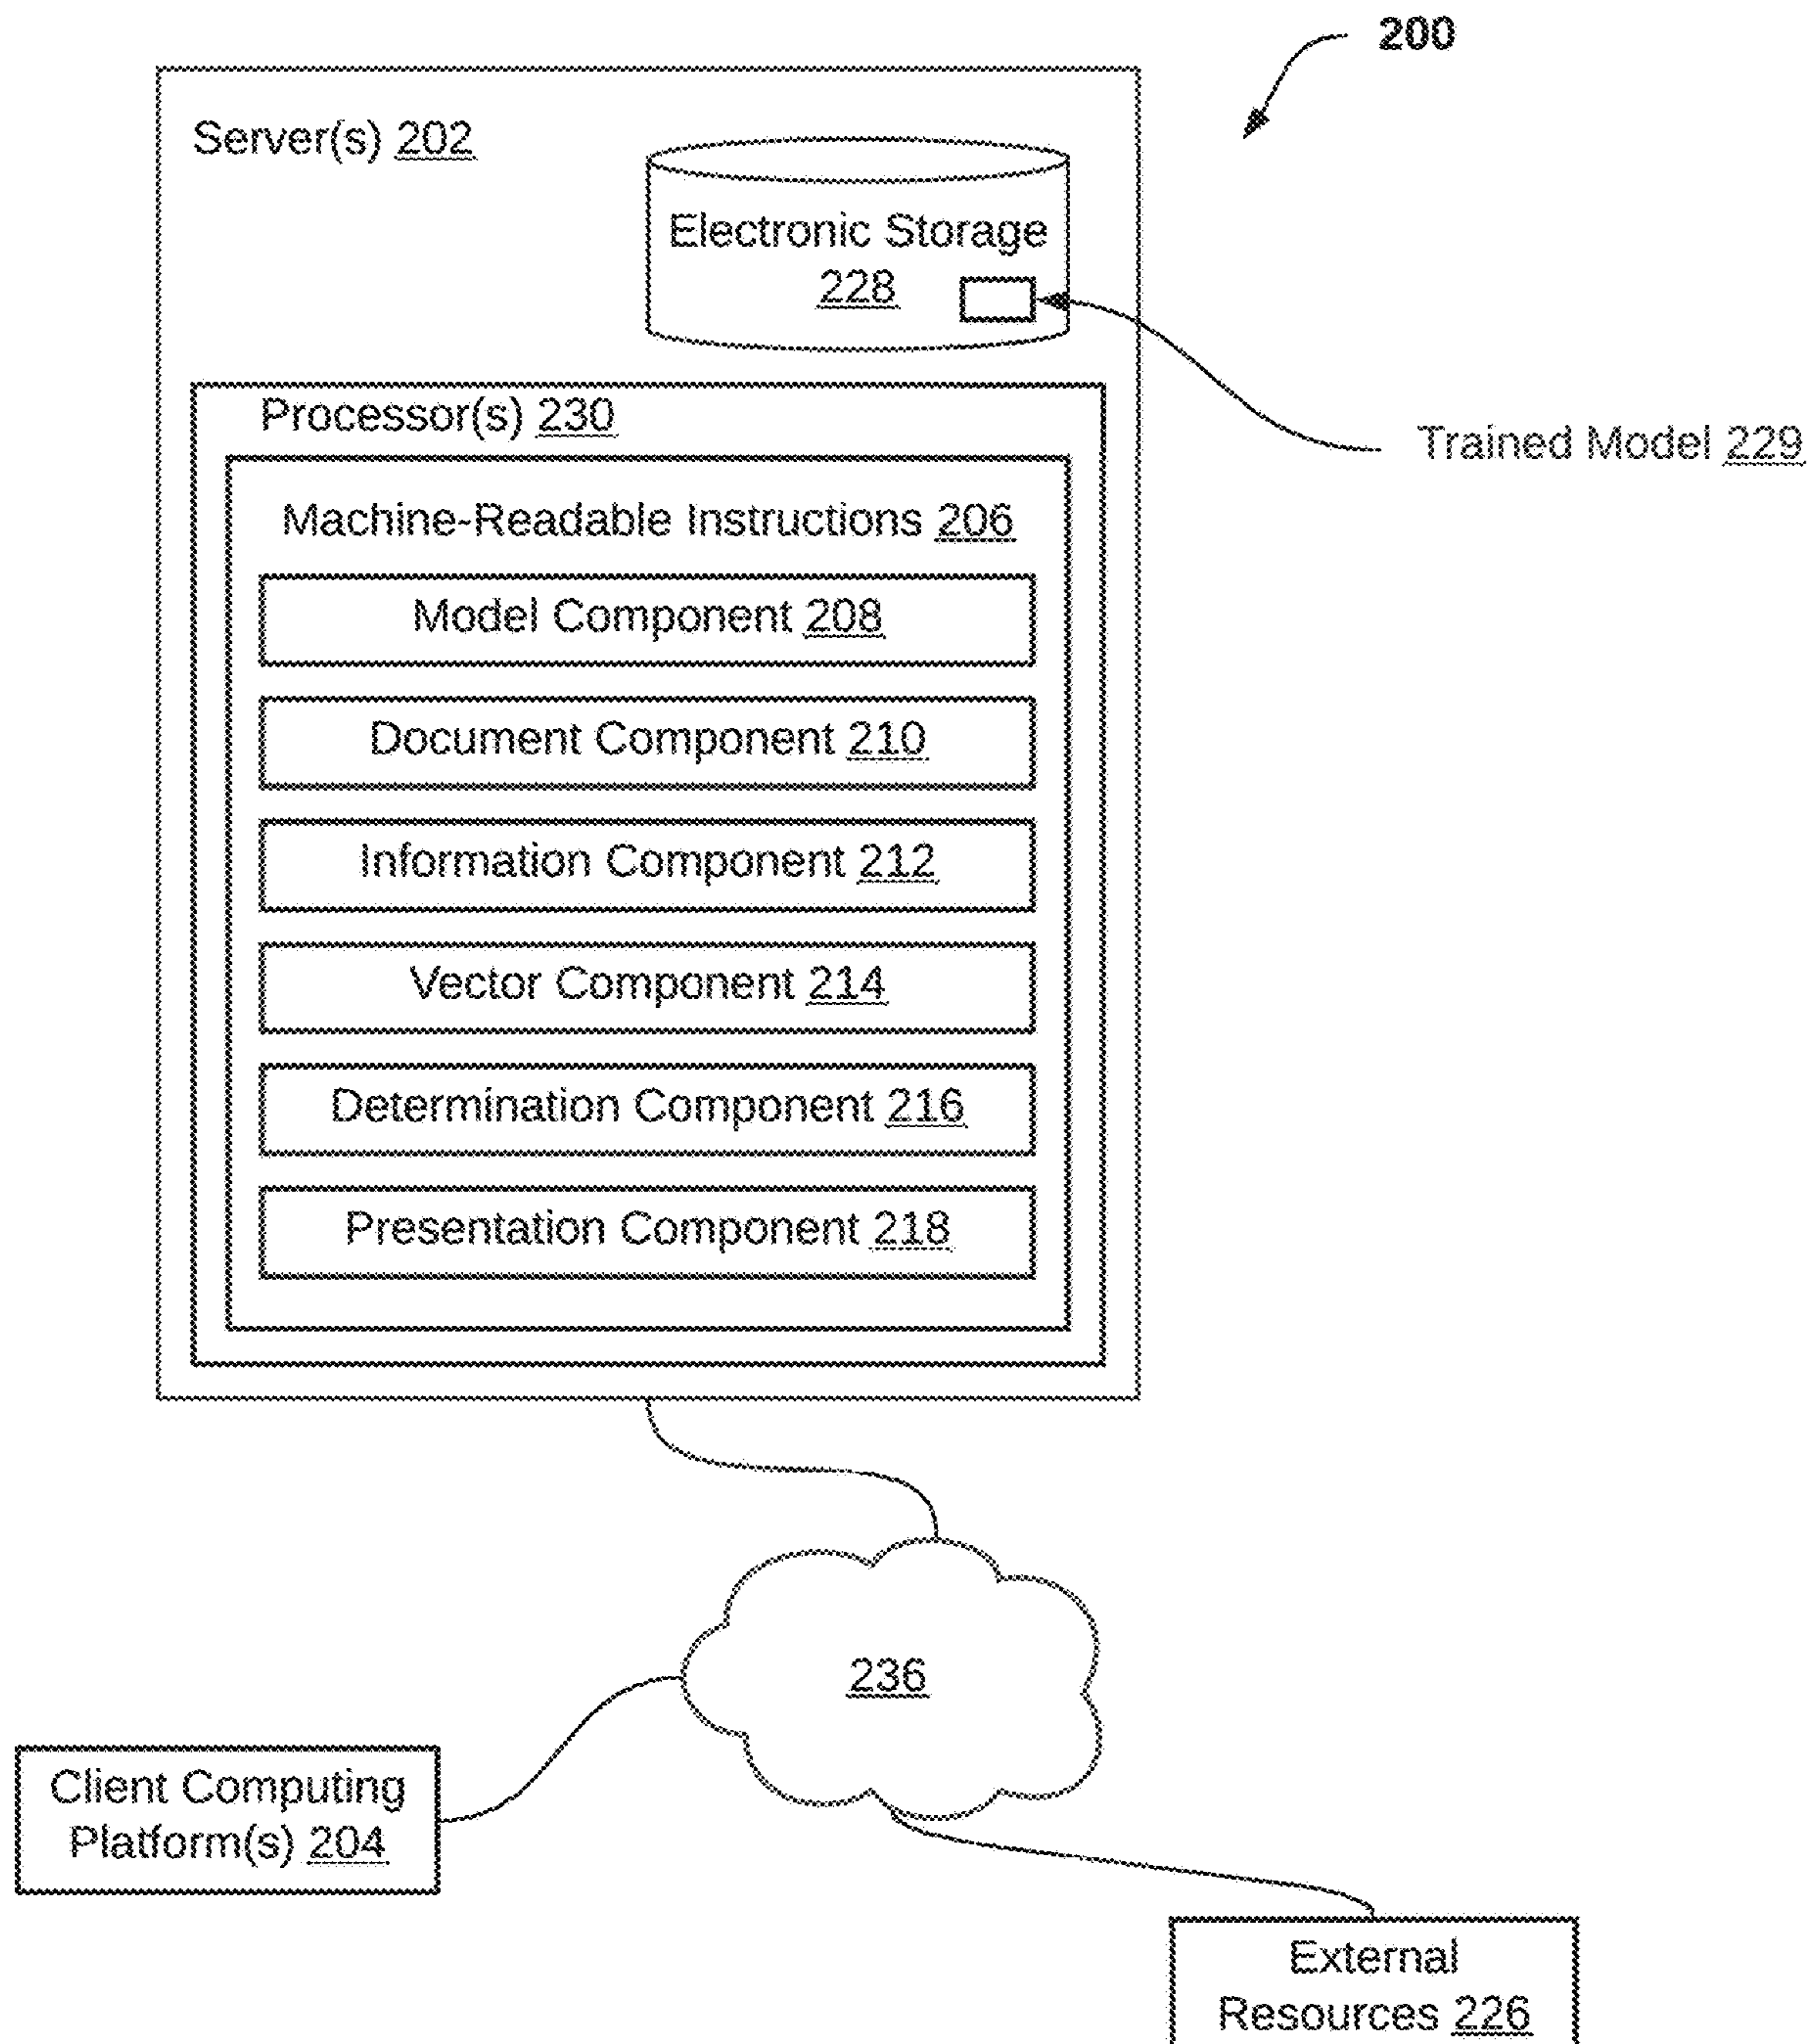 200
Server(s) 202
Electronic Storage
228
Processor(s) 230
Trained Model 229
Machine-Readable Instructions 206
Model Component 208
Document Component 210
Information Component 212
Vector Component 214
Determination Component 216
Presentation Component 218
236
Client Computing
Platform(s) 204
External
Resources 226